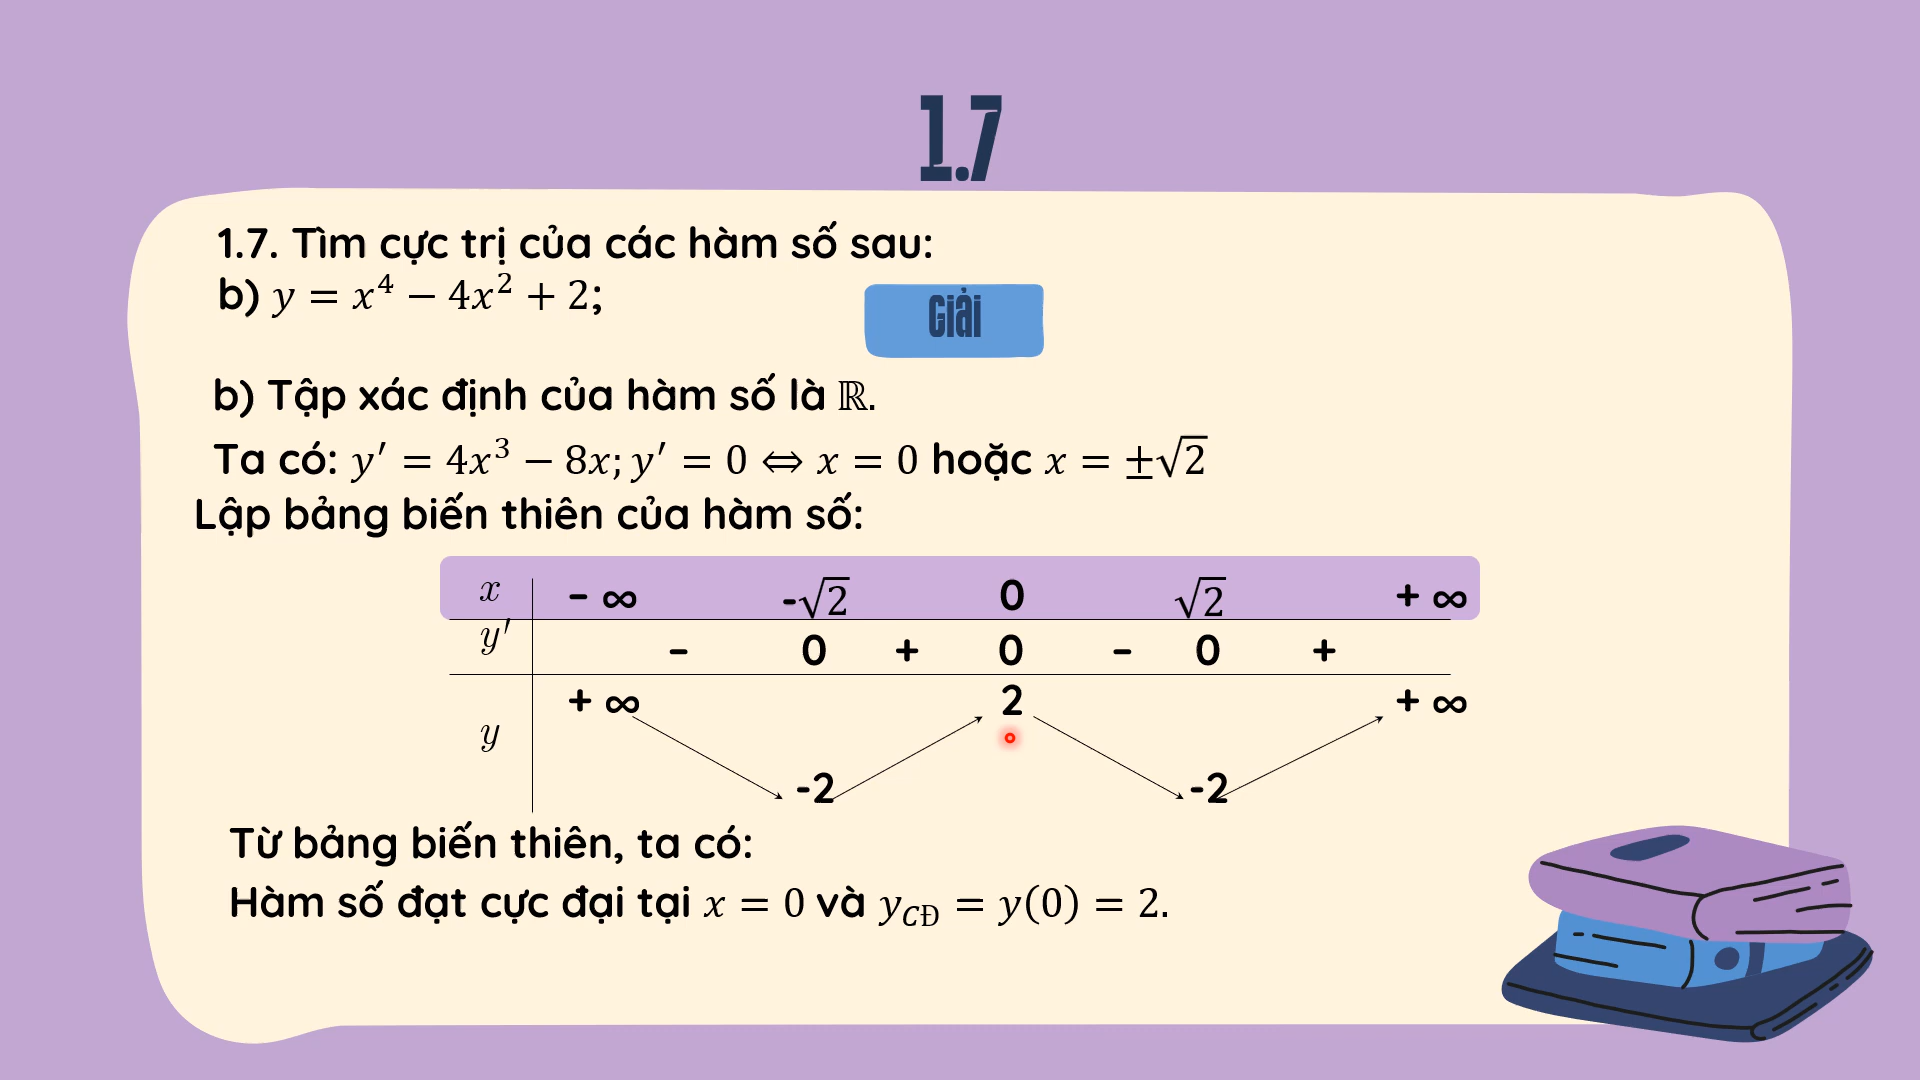 1.7
1.7. Tìm cực trị của các hàm số sau:
b) y = x⁴ − 4x² + 2;
Giải
b) Tập xác định của hàm số là ℝ.
Ta có: y′ = 4x³ − 8x; y′ = 0 ⇔ x = 0 hoặc x = ±√2
Lập bảng biến thiên của hàm số:
x − ∞ -√2 0 √2 + ∞
y′ − 0 + 0 − 0 +
+ ∞ 2 + ∞
y
-2 -2
Từ bảng biến thiên, ta có:
Hàm số đạt cực đại tại x = 0 và y_CĐ = y(0) = 2.